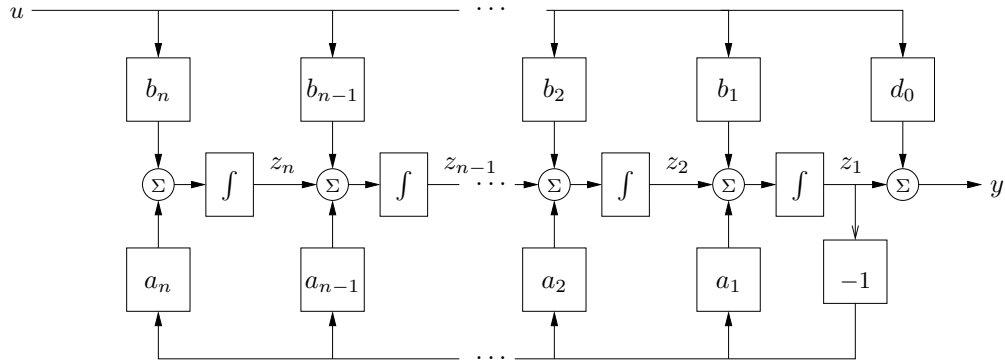 u ⋯
b_n b_{n−1} b_2 b_1 d_0
Σ ∫ z_n Σ ∫ z_{n−1} ⋯ Σ ∫ z_2 Σ ∫ z_1 Σ y
a_n a_{n−1} a_2 a_1 −1
⋯